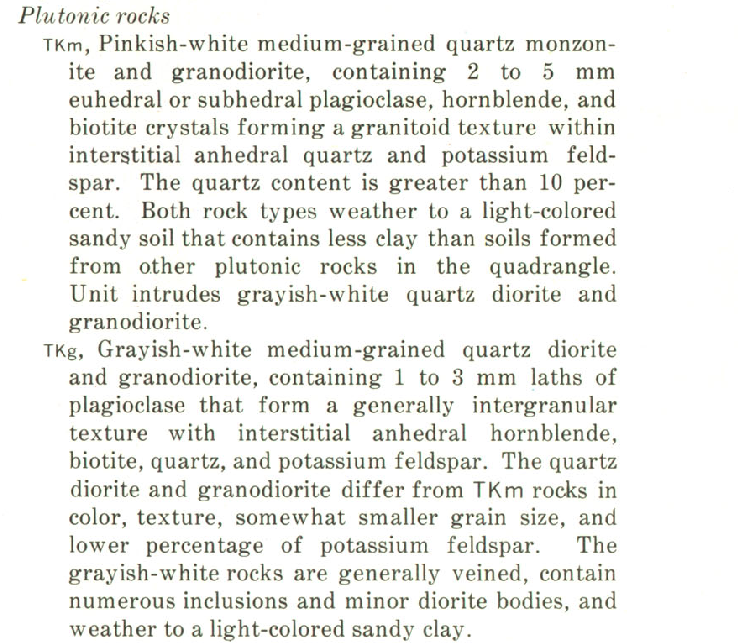 Plutonic rocks
TKm, Pinkish-white medium-grained quartz monzon-
ite and granodiorite, containing 2 to 5 mm
euhedral or subhedral plagioclase, hornblende, and
biotite crystals forming a granitoid texture within
interstitial anhedral quartz and potassium feld-
spar. The quartz content is greater than 10 per-
cent. Both rock types weather to a light-colored
sandy soil that contains less clay than soils formed
from other plutonic rocks in the quadrangle.
Unit intrudes grayish-white quartz diorite and
granodiorite.
TKg, Grayish-white medium-grained quartz diorite
and granodiorite, containing 1 to 3 mm laths of
plagioclase that form a generally intergranular
texture with interstitial anhedral hornblende,
biotite, quartz, and potassium feldspar. The quartz
diorite and granodiorite differ from TKm rocks in
color, texture, somewhat smaller grain size, and
lower percentage of potassium feldspar. The
grayish-white rocks are generally veined, contain
numerous inclusions and minor diorite bodies, and
weather to a light-colored sandy clay.